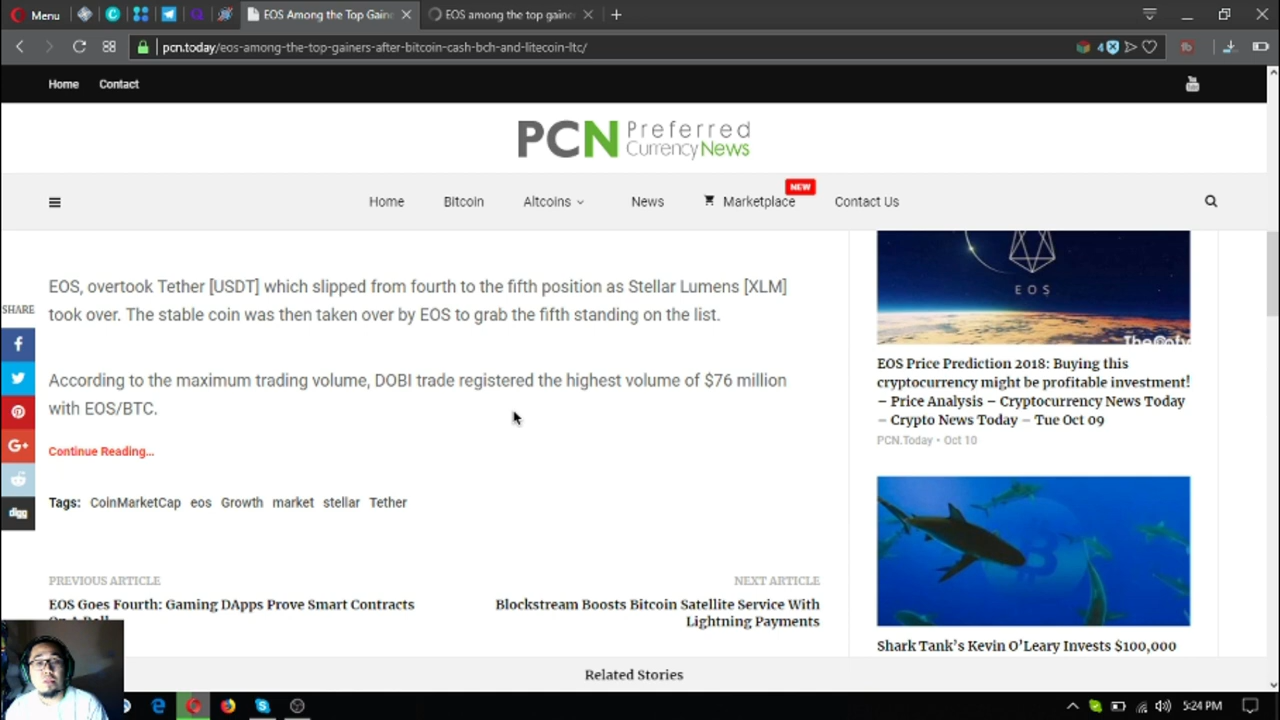 Menu
EOS Among the Top Gaine
EOS among the top gaine
pcn.today/eos-among-the-top-gainers-after-bitcoin-cash-bch-and-litecoin-ltc/
4
Home Contact
You Tube
PCN Preferred CurrencyNews
NEW
Home Bitcoin Altcoins News Marketplace Contact Us
SHARE
EOS, overtook Tether [USDT] which slipped from fourth to the fifth position as Stellar Lumens [XLM]
took over. The stable coin was then taken over by EOS to grab the fifth standing on the list.
According to the maximum trading volume, DOBI trade registered the highest volume of $76 million
with EOS/BTC.
Continue Reading...
Tags: CoinMarketCap eos Growth market stellar Tether
digg
PREVIOUS ARTICLE
EOS Goes Fourth: Gaming DApps Prove Smart Contracts
NEXT ARTICLE
Blockstream Boosts Bitcoin Satellite Service With
Lightning Payments
EOS
EOS Price Prediction 2018: Buying this
cryptocurrency might be profitable investment!
– Price Analysis – Cryptocurrency News Today
– Crypto News Today – Tue Oct 09
PCN.Today • Oct 10
Shark Tank's Kevin O'Leary Invests $100,000
Related Stories
5:24 PM